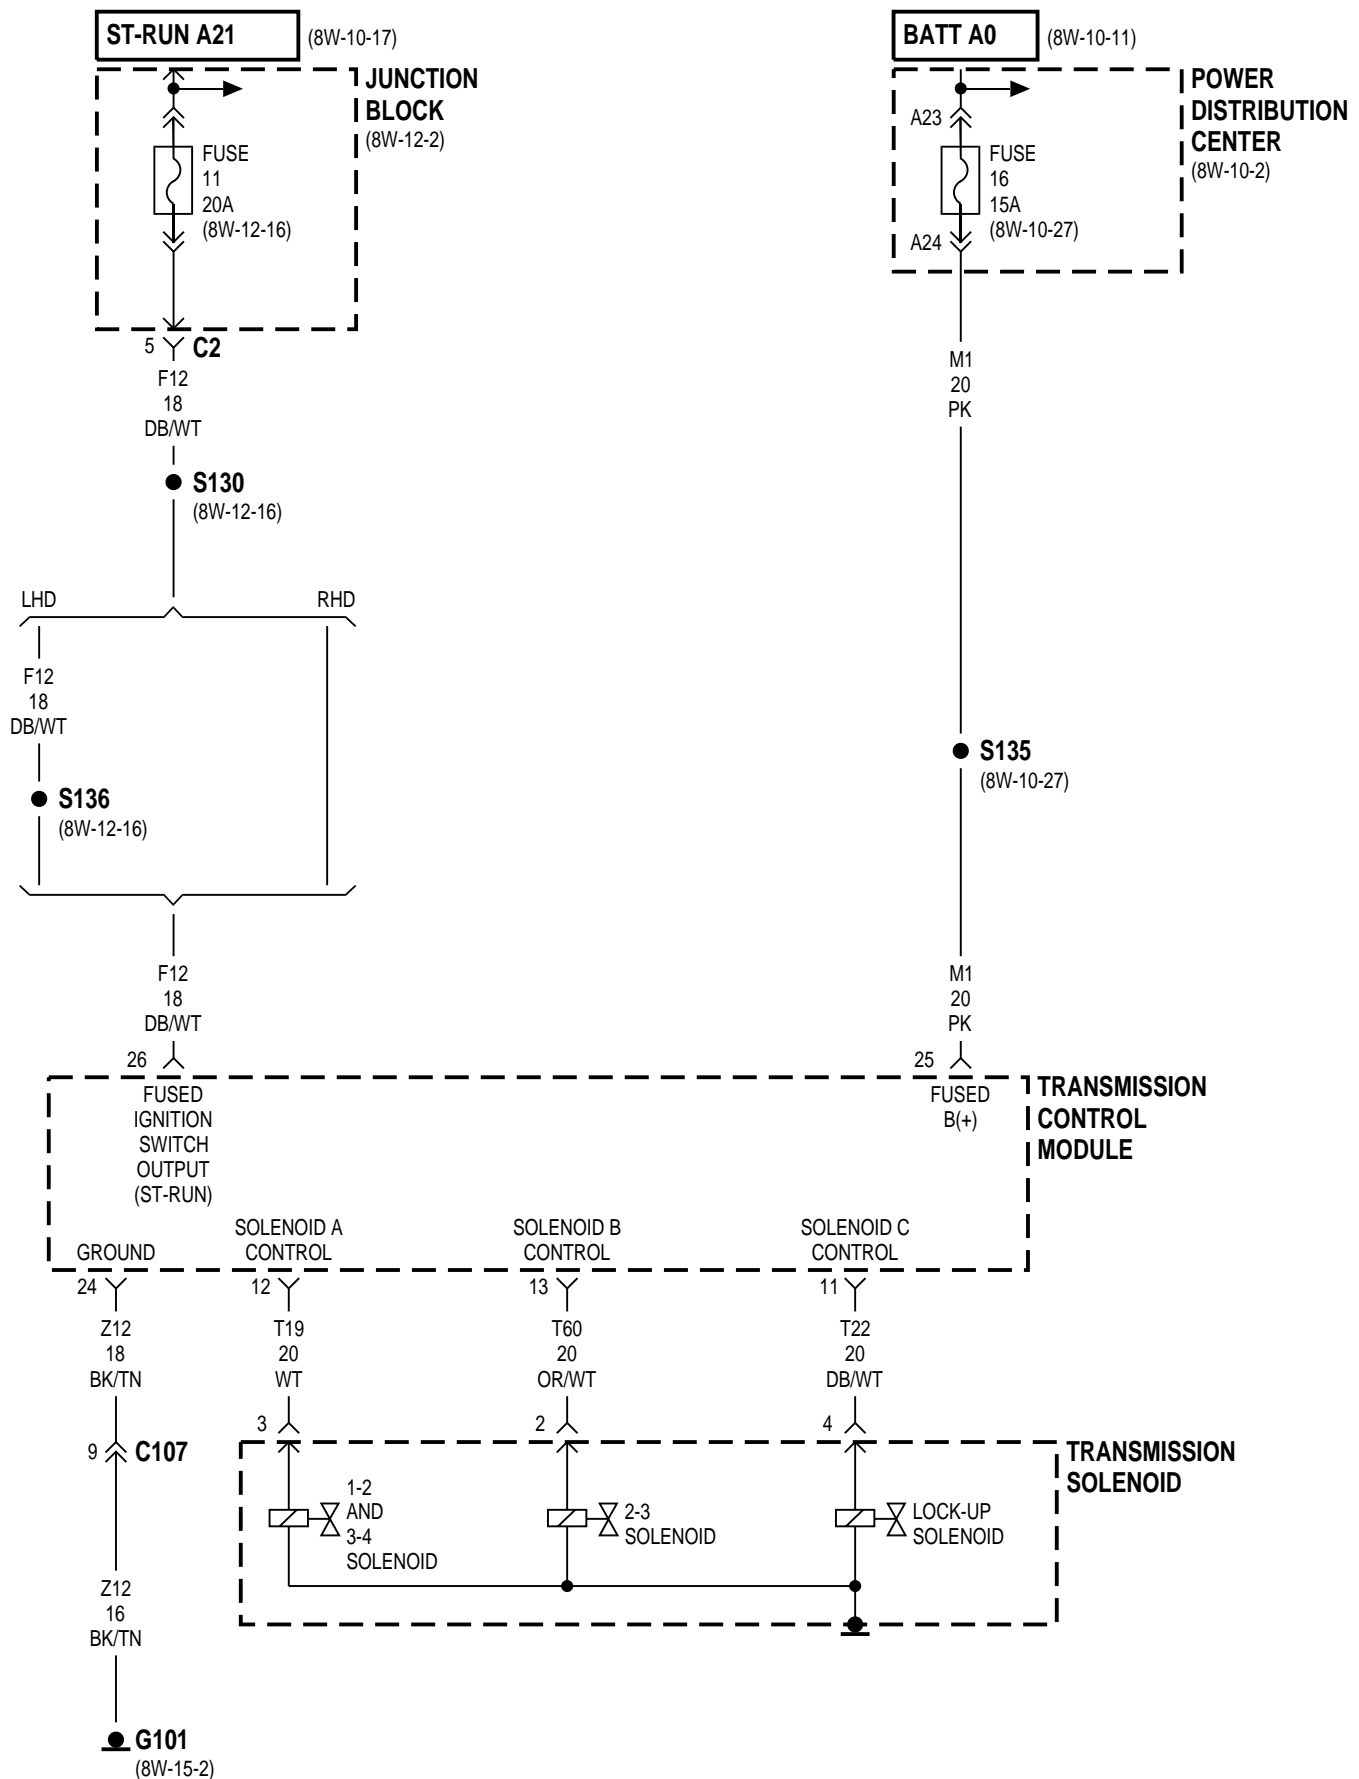 ST-RUN A21
(8W-10-17)
JUNCTION
BLOCK
(8W-12-2)
FUSE
11
20A
(8W-12-16)
5
C2
F12
18
DB/WT
S130
(8W-12-16)
LHD
RHD
F12
18
DB/WT
S136
(8W-12-16)
F12
18
DB/WT
26
BATT A0
(8W-10-11)
POWER
DISTRIBUTION
CENTER
(8W-10-2)
A23
FUSE
16
15A
(8W-10-27)
A24
M1
20
PK
S135
(8W-10-27)
M1
20
PK
25
TRANSMISSION
CONTROL
MODULE
FUSED
IGNITION
SWITCH
OUTPUT
(ST-RUN)
FUSED
B(+)
GROUND
SOLENOID A
CONTROL
SOLENOID B
CONTROL
SOLENOID C
CONTROL
24
Z12
18
BK/TN
9
C107
Z12
16
BK/TN
G101
(8W-15-2)
12
T19
20
WT
3
13
T60
20
OR/WT
2
11
T22
20
DB/WT
4
TRANSMISSION
SOLENOID
1-2
AND
3-4
SOLENOID
2-3
SOLENOID
LOCK-UP
SOLENOID